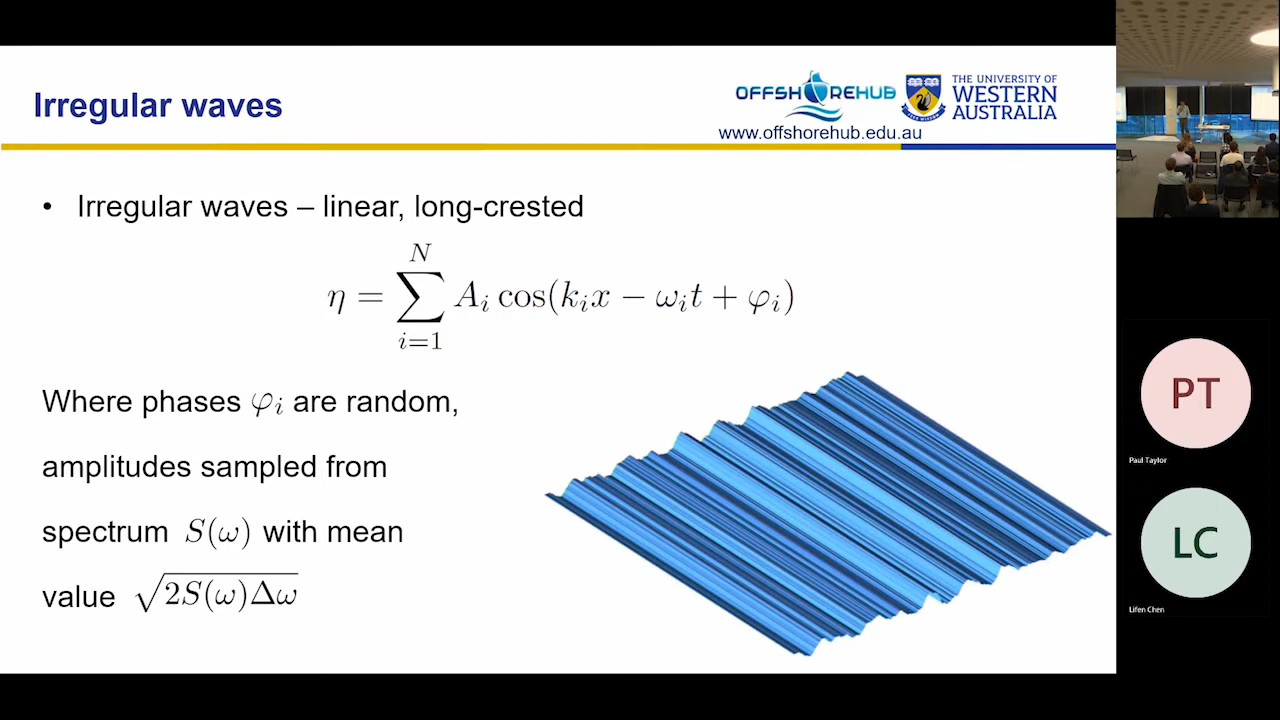 Irregular waves
OFFSHOREHUB
www.offshorehub.edu.au
THE UNIVERSITY OF
WESTERN
AUSTRALIA
• Irregular waves – linear, long-crested
η = ∑_{i=1}^{N} A_i cos(k_i x − ω_i t + φ_i)
Where phases φ_i are random,
amplitudes sampled from
spectrum S(ω) with mean
value √(2S(ω)Δω)
PT
Paul Taylor
LC
Lifen Chen